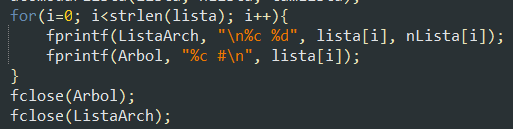 for(i=0; i<strlen(lista); i++){
fprintf(ListaArch, "\n%c %d", lista[i], nLista[i]);
fprintf(Arbol, "%c #\n", lista[i]);
}
fclose(Arbol);
fclose(ListaArch);